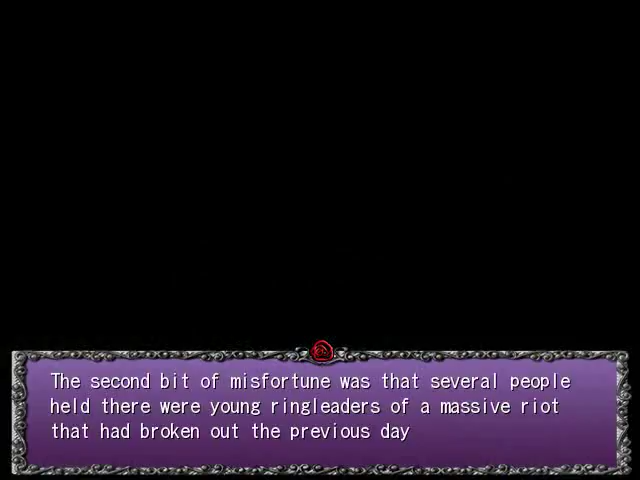 The second bit of misfortune was that several people
held there were young ringleaders of a massive riot
that had broken out the previous day